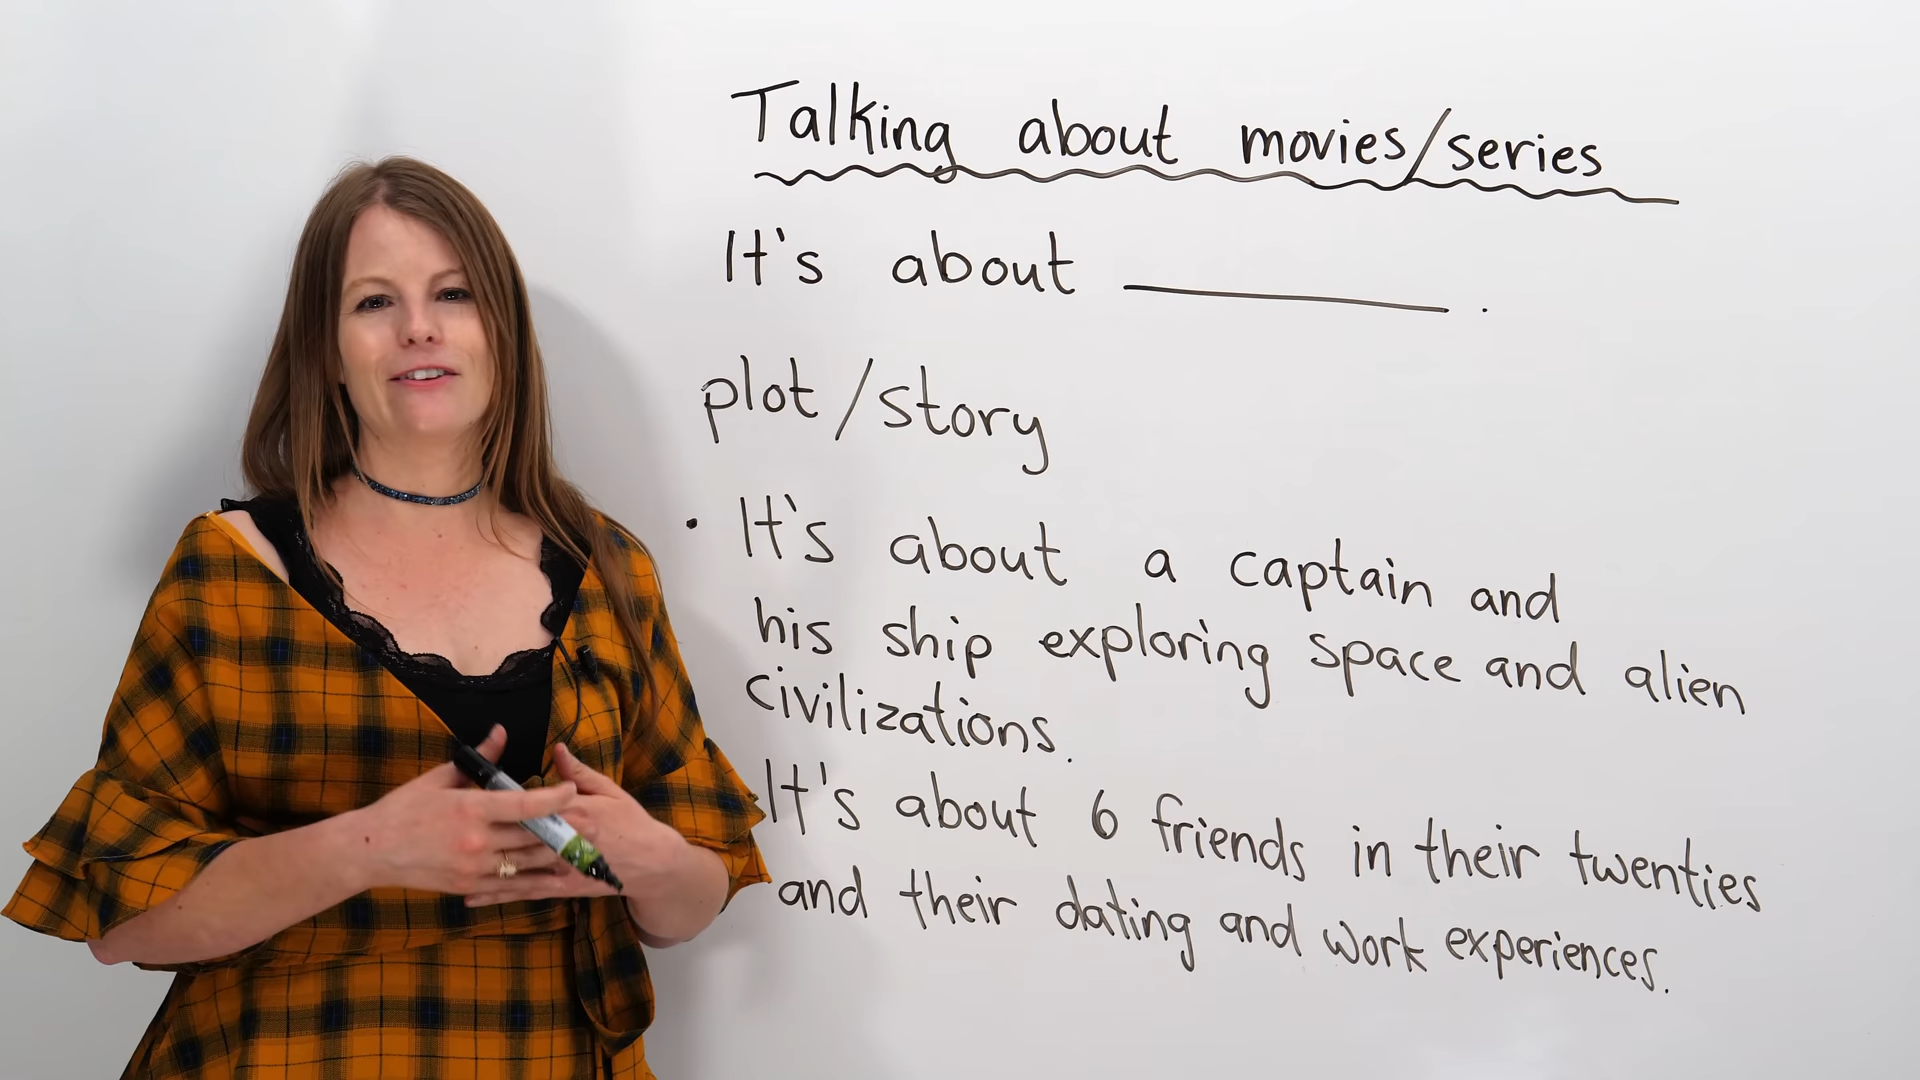 Talking about movies/series
It's about ________ .
plot/story
• It's about a captain and
his ship exploring space and alien
civilizations.
It's about 6 friends in their twenties
and their dating and work experiences.